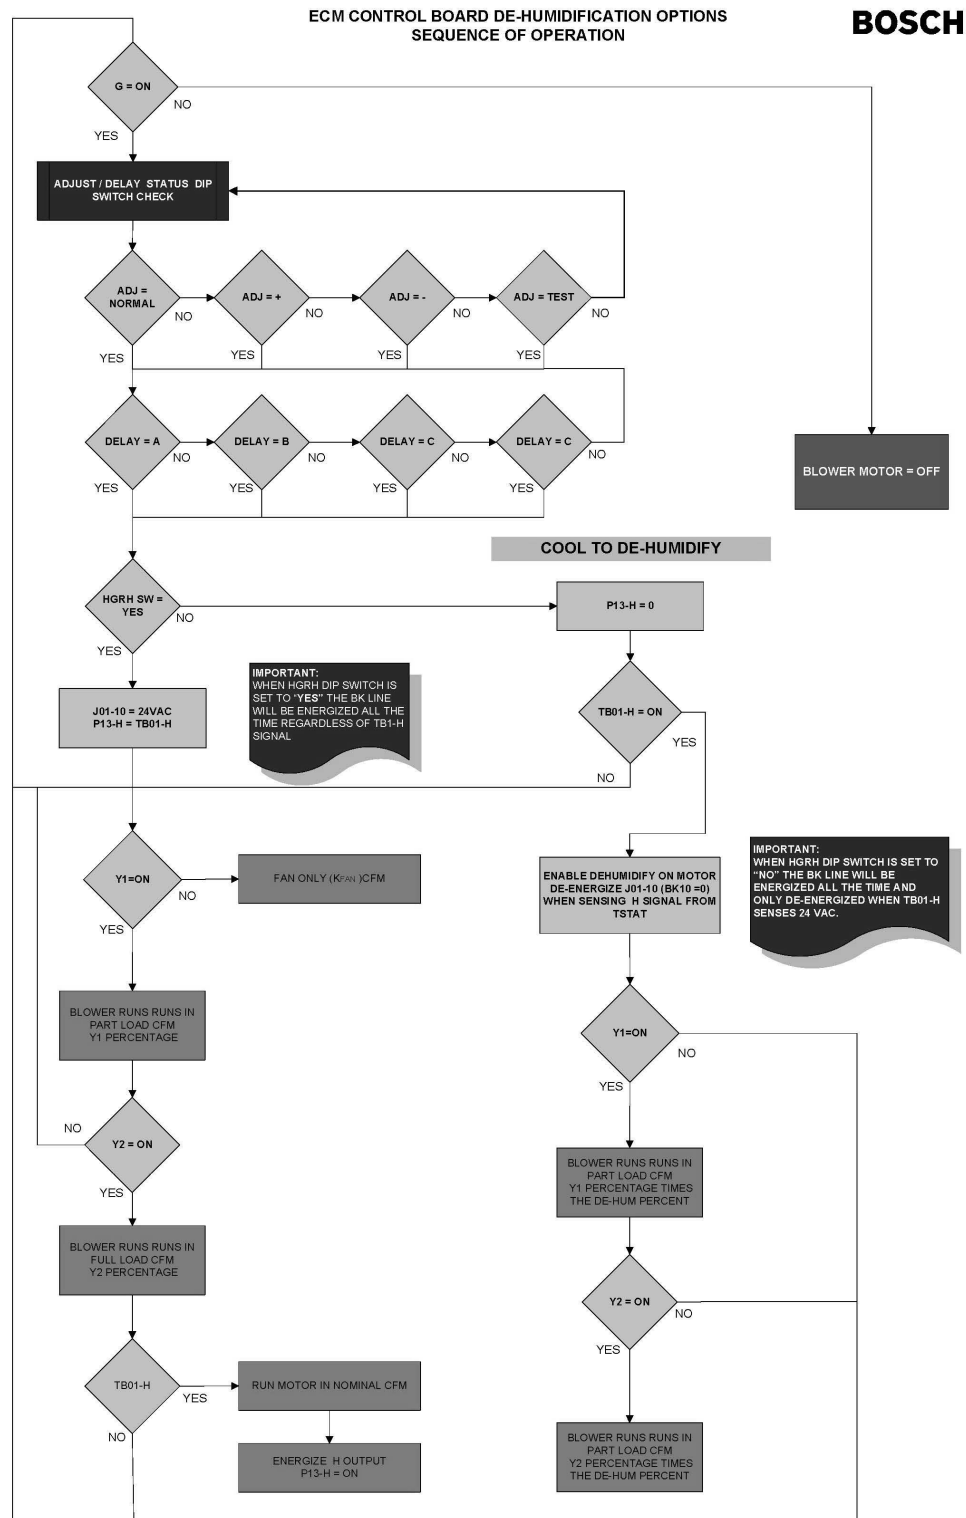 ECM CONTROL BOARD DE-HUMIDIFICATION OPTIONS
SEQUENCE OF OPERATION
BOSCH
G = ON
NO
YES
ADJUST / DELAY STATUS DIP
SWITCH CHECK
ADJ =
NORMAL
NO
YES
ADJ = +
NO
YES
ADJ = -
NO
YES
ADJ = TEST
NO
YES
DELAY = A
NO
YES
DELAY = B
NO
YES
DELAY = C
NO
YES
DELAY = C
NO
YES
BLOWER MOTOR = OFF
COOL TO DE-HUMIDIFY
HGRH SW =
YES
NO
YES
P13-H = 0
J01-10 = 24VAC
P13-H = TB01-H
IMPORTANT:
WHEN HGRH DIP SWITCH IS
SET TO “YES” THE BK LINE
WILL BE ENERGIZED ALL THE
TIME REGARDLESS OF TB1-H
SIGNAL
TB01-H = ON
YES
NO
Y1=ON
NO
YES
FAN ONLY (KFAN )CFM
ENABLE DEHUMIDIFY ON MOTOR
DE-ENERGIZE J01-10 (BK10 =0)
WHEN SENSING H SIGNAL FROM
TSTAT
IMPORTANT:
WHEN HGRH DIP SWITCH IS SET TO
“NO” THE BK LINE WILL BE
ENERGIZED ALL THE TIME AND
ONLY DE-ENERGIZED WHEN TB01-H
SENSES 24 VAC.
BLOWER RUNS RUNS IN
PART LOAD CFM
Y1 PERCENTAGE
Y1=ON
NO
YES
NO
Y2 = ON
YES
BLOWER RUNS RUNS IN
PART LOAD CFM
Y1 PERCENTAGE TIMES
THE DE-HUM PERCENT
BLOWER RUNS RUNS IN
FULL LOAD CFM
Y2 PERCENTAGE
Y2 = ON
NO
YES
TB01-H
YES
NO
RUN MOTOR IN NOMINAL CFM
ENERGIZE H OUTPUT
P13-H = ON
BLOWER RUNS RUNS IN
PART LOAD CFM
Y2 PERCENTAGE TIMES
THE DE-HUM PERCENT